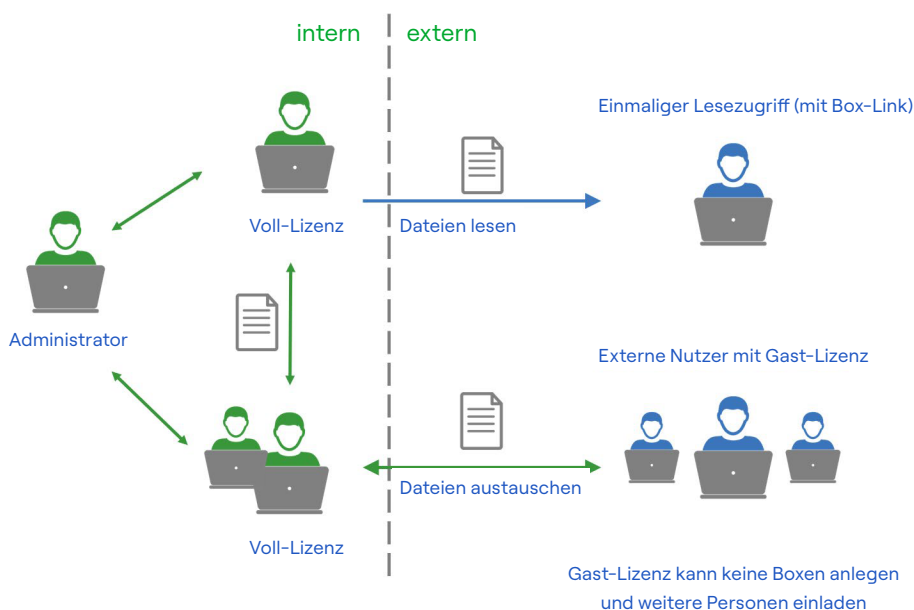 intern
extern
Einmaliger Lesezugriff (mit Box-Link)
Voll-Lizenz
Dateien lesen
Administrator
Externe Nutzer mit Gast-Lizenz
Dateien austauschen
Voll-Lizenz
Gast-Lizenz kann keine Boxen anlegen
und weitere Personen einladen